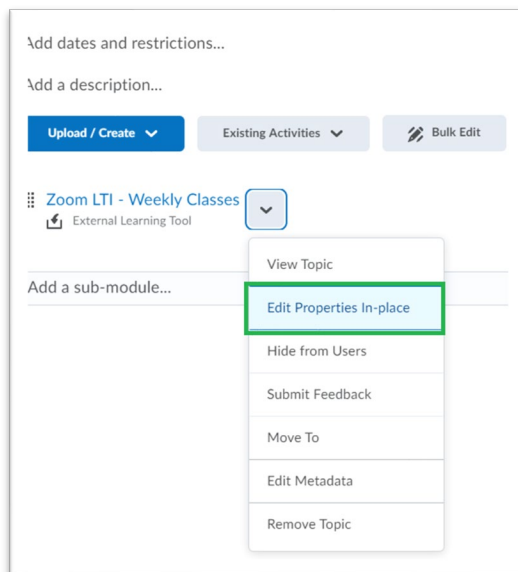 Add dates and restrictions...
Add a description...
Upload / Create
Existing Activities
Bulk Edit
Zoom LTI - Weekly Classes
External Learning Tool
View Topic
Add a sub-module...
Edit Properties In-place
Hide from Users
Submit Feedback
Move To
Edit Metadata
Remove Topic